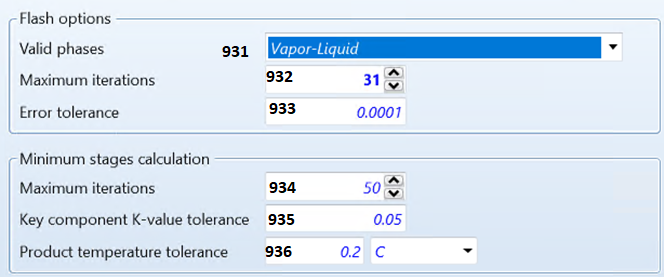 Flash options
Valid phases 931 Vapor-Liquid
Maximum iterations 932 31
Error tolerance 933 0.0001
Minimum stages calculation
Maximum iterations 934 50
Key component K-value tolerance 935 0.05
Product temperature tolerance 936 0.2 C